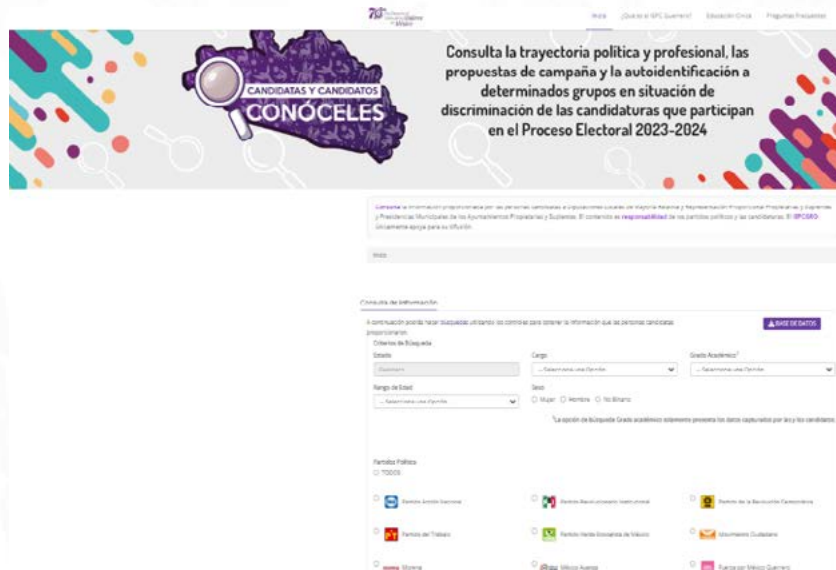 Inicio ¿Qué es el IEPC Guerrero? Educación Cívica Preguntas Frecuentes
CANDIDATAS Y CANDIDATOS
CONÓCELES
Consulta la trayectoria política y profesional, las
propuestas de campaña y la autoidentificación a
determinados grupos en situación de
discriminación de las candidaturas que participan
en el Proceso Electoral 2023-2024
Consulta la información proporcionada por las personas candidatas a Diputaciones Locales de Mayoría Relativa y Representación Proporcional Propietarias y Suplentes
y Presidencias Municipales de los Ayuntamientos Propietarias y Suplentes. El contenido es responsabilidad de los partidos políticos y las candidaturas. El IEPCGRO
únicamente apoya para su difusión.
Inicio
Consulta de Información
A continuación podrás hacer búsquedas utilizando los controles para obtener la información que las personas candidatas
proporcionaron.
BASE DE DATOS
Criterios de Búsqueda
Estado Cargo Grado Académico¹
Guerrero -- Selecciona una Opción -- Selecciona una Opción
Rango de Edad Sexo
-- Selecciona una Opción Mujer Hombre No Binario
¹La opción de búsqueda Grado académico solamente presenta los datos capturados por las y los candidatos
Partidos Político
TODOS
Partido Acción Nacional Partido Revolucionario Institucional Partido de la Revolución Democrática
Partido del Trabajo Partido Verde Ecologista de México Movimiento Ciudadano
Morena México Avanza Fuerza por México Guerrero